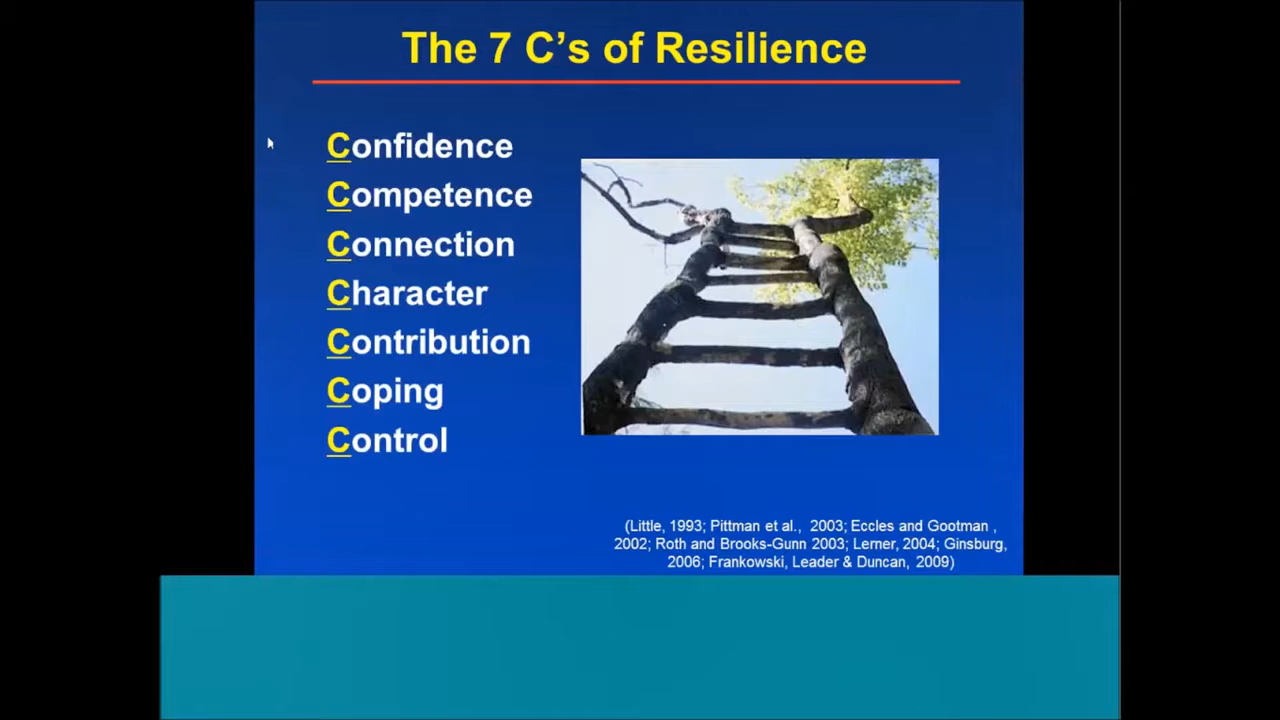 The 7 C’s of Resilience
Confidence
Competence
Connection
Character
Contribution
Coping
Control
(Little, 1993; Pittman et al., 2003; Eccles and Gootman ,
2002; Roth and Brooks-Gunn 2003; Lerner, 2004; Ginsburg,
2006; Frankowski, Leader & Duncan, 2009)